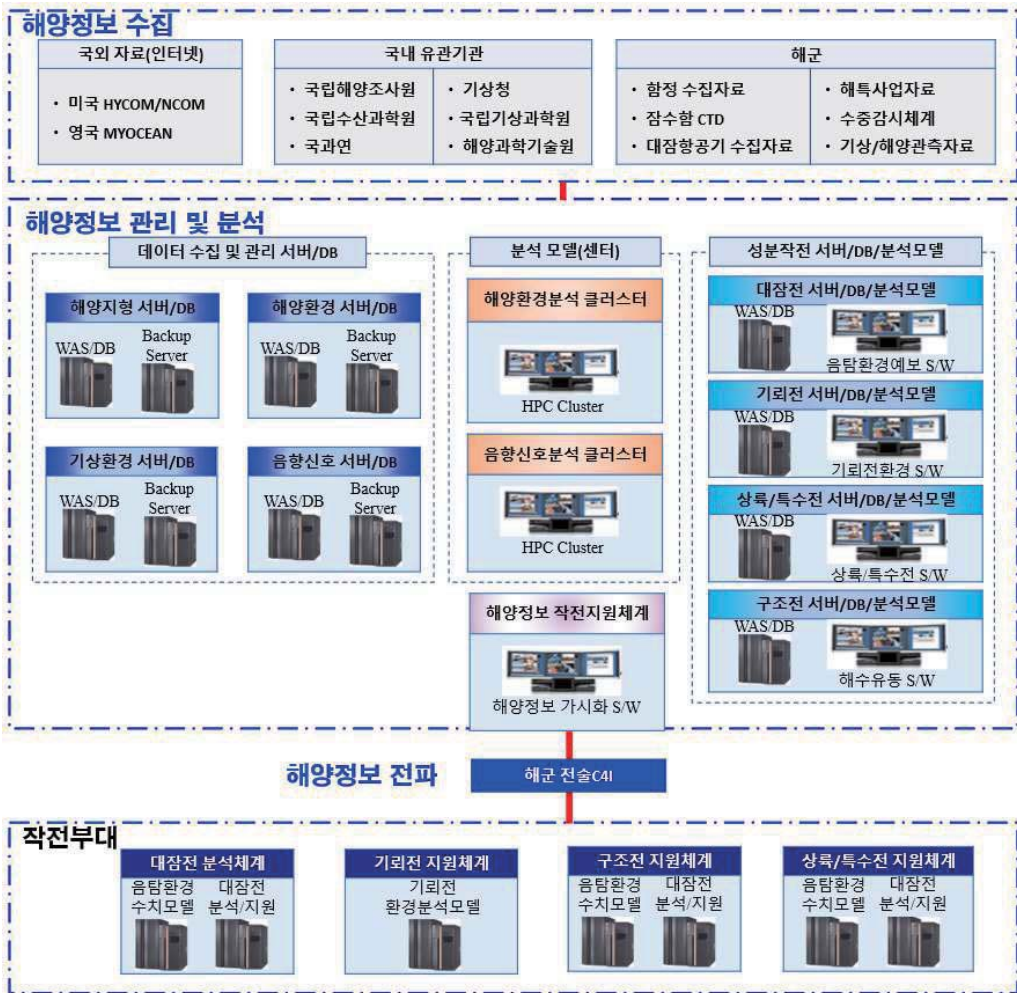 해양정보 수집
국외 자료(인터넷)
• 미국 HYCOM/NCOM
• 영국 MYOCEAN
국내 유관기관
• 국립해양조사원
• 국립수산과학원
• 국과연
• 기상청
• 국립기상과학원
• 해양과학기술원
해군
• 함정 수집자료
• 잠수함 CTD
• 대잠항공기 수집자료
• 해특사업자료
• 수중감시체계
• 기상/해양관측자료
해양정보 관리 및 분석
데이터 수집 및 관리 서버/DB
해양지형 서버/DB
WAS/DB
Backup
Server
해양환경 서버/DB
WAS/DB
Backup
Server
기상환경 서버/DB
WAS/DB
Backup
Server
음향신호 서버/DB
WAS/DB
Backup
Server
분석 모델(센터)
해양환경분석 클러스터
HPC Cluster
음향신호분석 클러스터
HPC Cluster
해양정보 작전지원체계
해양정보 가시화 S/W
성분작전 서버/DB/분석모델
대잠전 서버/DB/분석모델
WAS/DB
음탐환경예보 S/W
기뢰전 서버/DB/분석모델
WAS/DB
기뢰전환경 S/W
상륙/특수전 서버/DB/분석모델
WAS/DB
상륙/특수전 S/W
구조전 서버/DB/분석모델
WAS/DB
해수유동 S/W
해양정보 전파
해군 전술C4I
작전부대
대잠전 분석체계
음탐환경
수치모델
대잠전
분석/지원
기뢰전 지원체계
기뢰전
환경분석모델
구조전 지원체계
음탐환경
수치모델
대잠전
분석/지원
상륙/특수전 지원체계
음탐환경
수치모델
대잠전
분석/지원